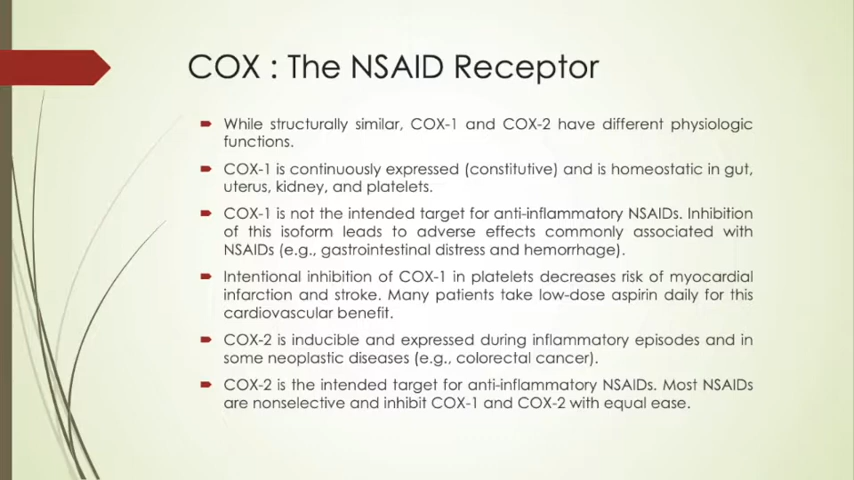 COX : The NSAID Receptor
While structurally similar, COX-1 and COX-2 have different physiologic
functions.
COX-1 is continuously expressed (constitutive) and is homeostatic in gut,
uterus, kidney, and platelets.
COX-1 is not the intended target for anti-inflammatory NSAIDs. Inhibition
of this isoform leads to adverse effects commonly associated with
NSAIDs (e.g., gastrointestinal distress and hemorrhage).
Intentional inhibition of COX-1 in platelets decreases risk of myocardial
infarction and stroke. Many patients take low-dose aspirin daily for this
cardiovascular benefit.
COX-2 is inducible and expressed during inflammatory episodes and in
some neoplastic diseases (e.g., colorectal cancer).
COX-2 is the intended target for anti-inflammatory NSAIDs. Most NSAIDs
are nonselective and inhibit COX-1 and COX-2 with equal ease.